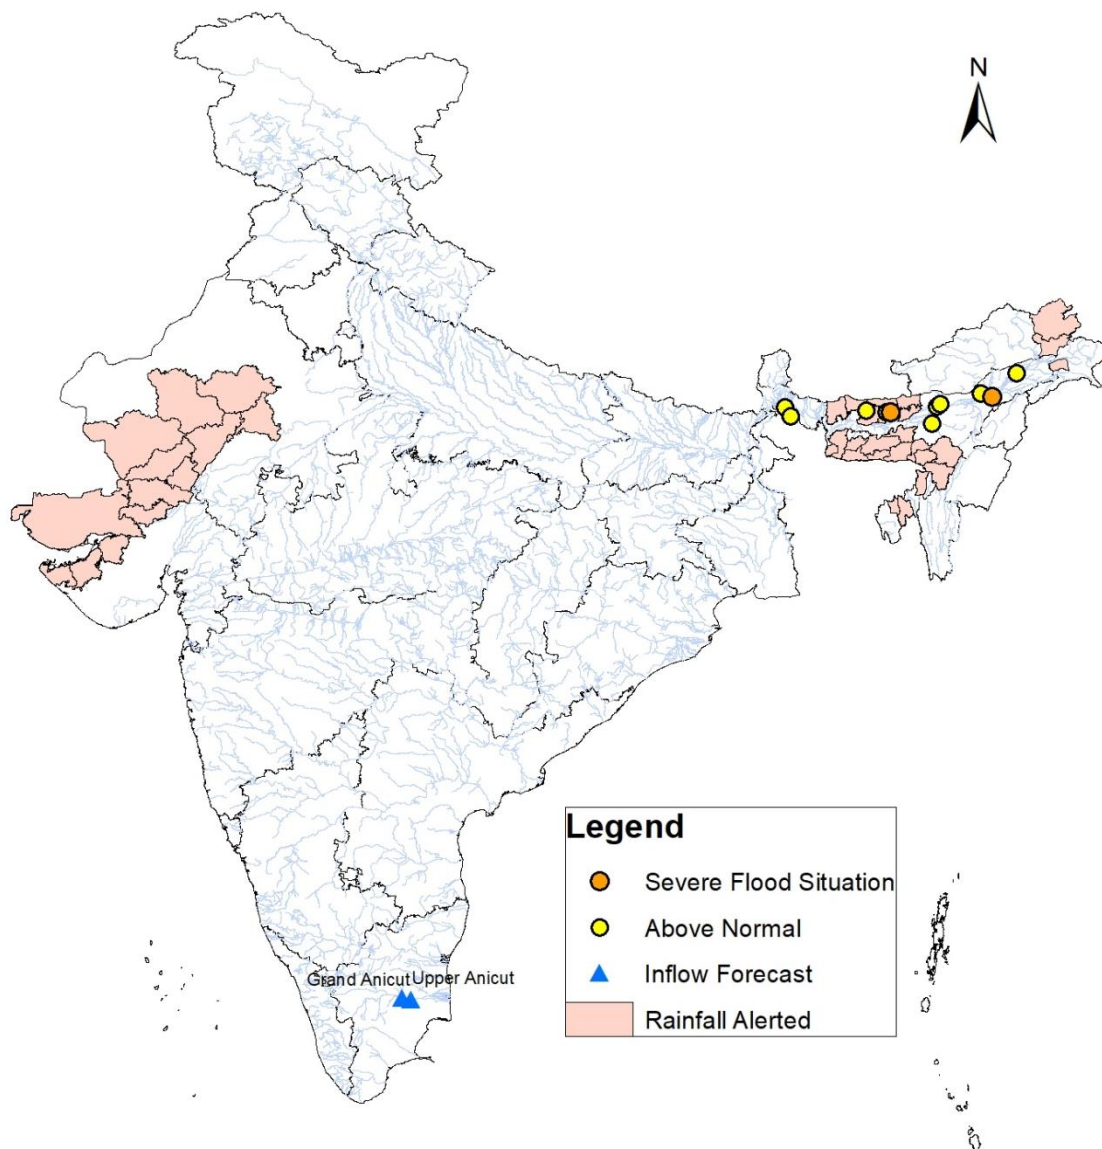 N
Grand Anicut Upper Anicut
Legend
Severe Flood Situation
Above Normal
Inflow Forecast
Rainfall Alerted